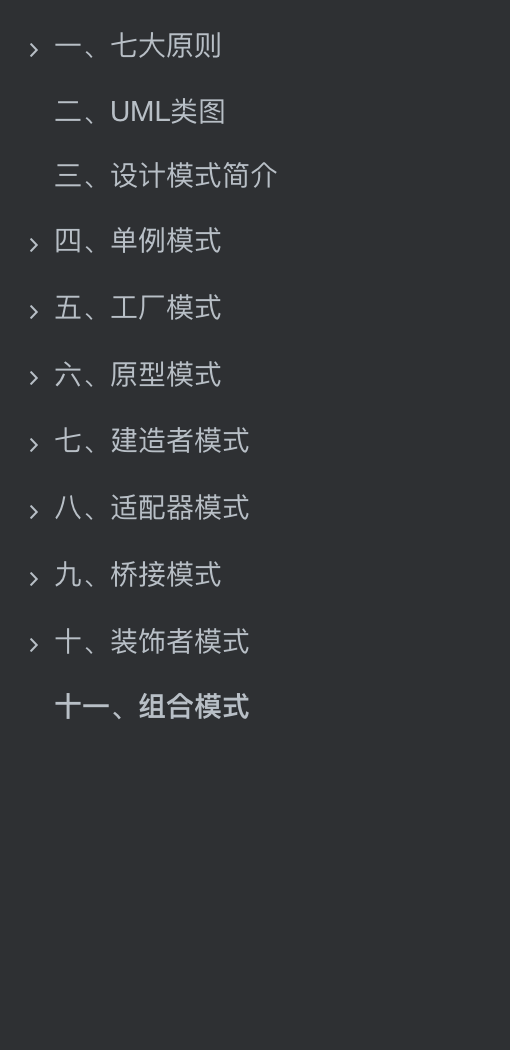 一、七大原则
二、UML类图
三、设计模式简介
四、单例模式
五、工厂模式
六、原型模式
七、建造者模式
八、适配器模式
九、桥接模式
十、装饰者模式
十一、组合模式